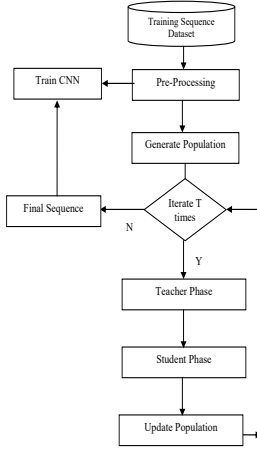 Training Sequence
Dataset
Train CNN
Pre-Processing
Generate Population
Iterate T
times
Final Sequence
N
Y
Teacher Phase
Student Phase
Update Population